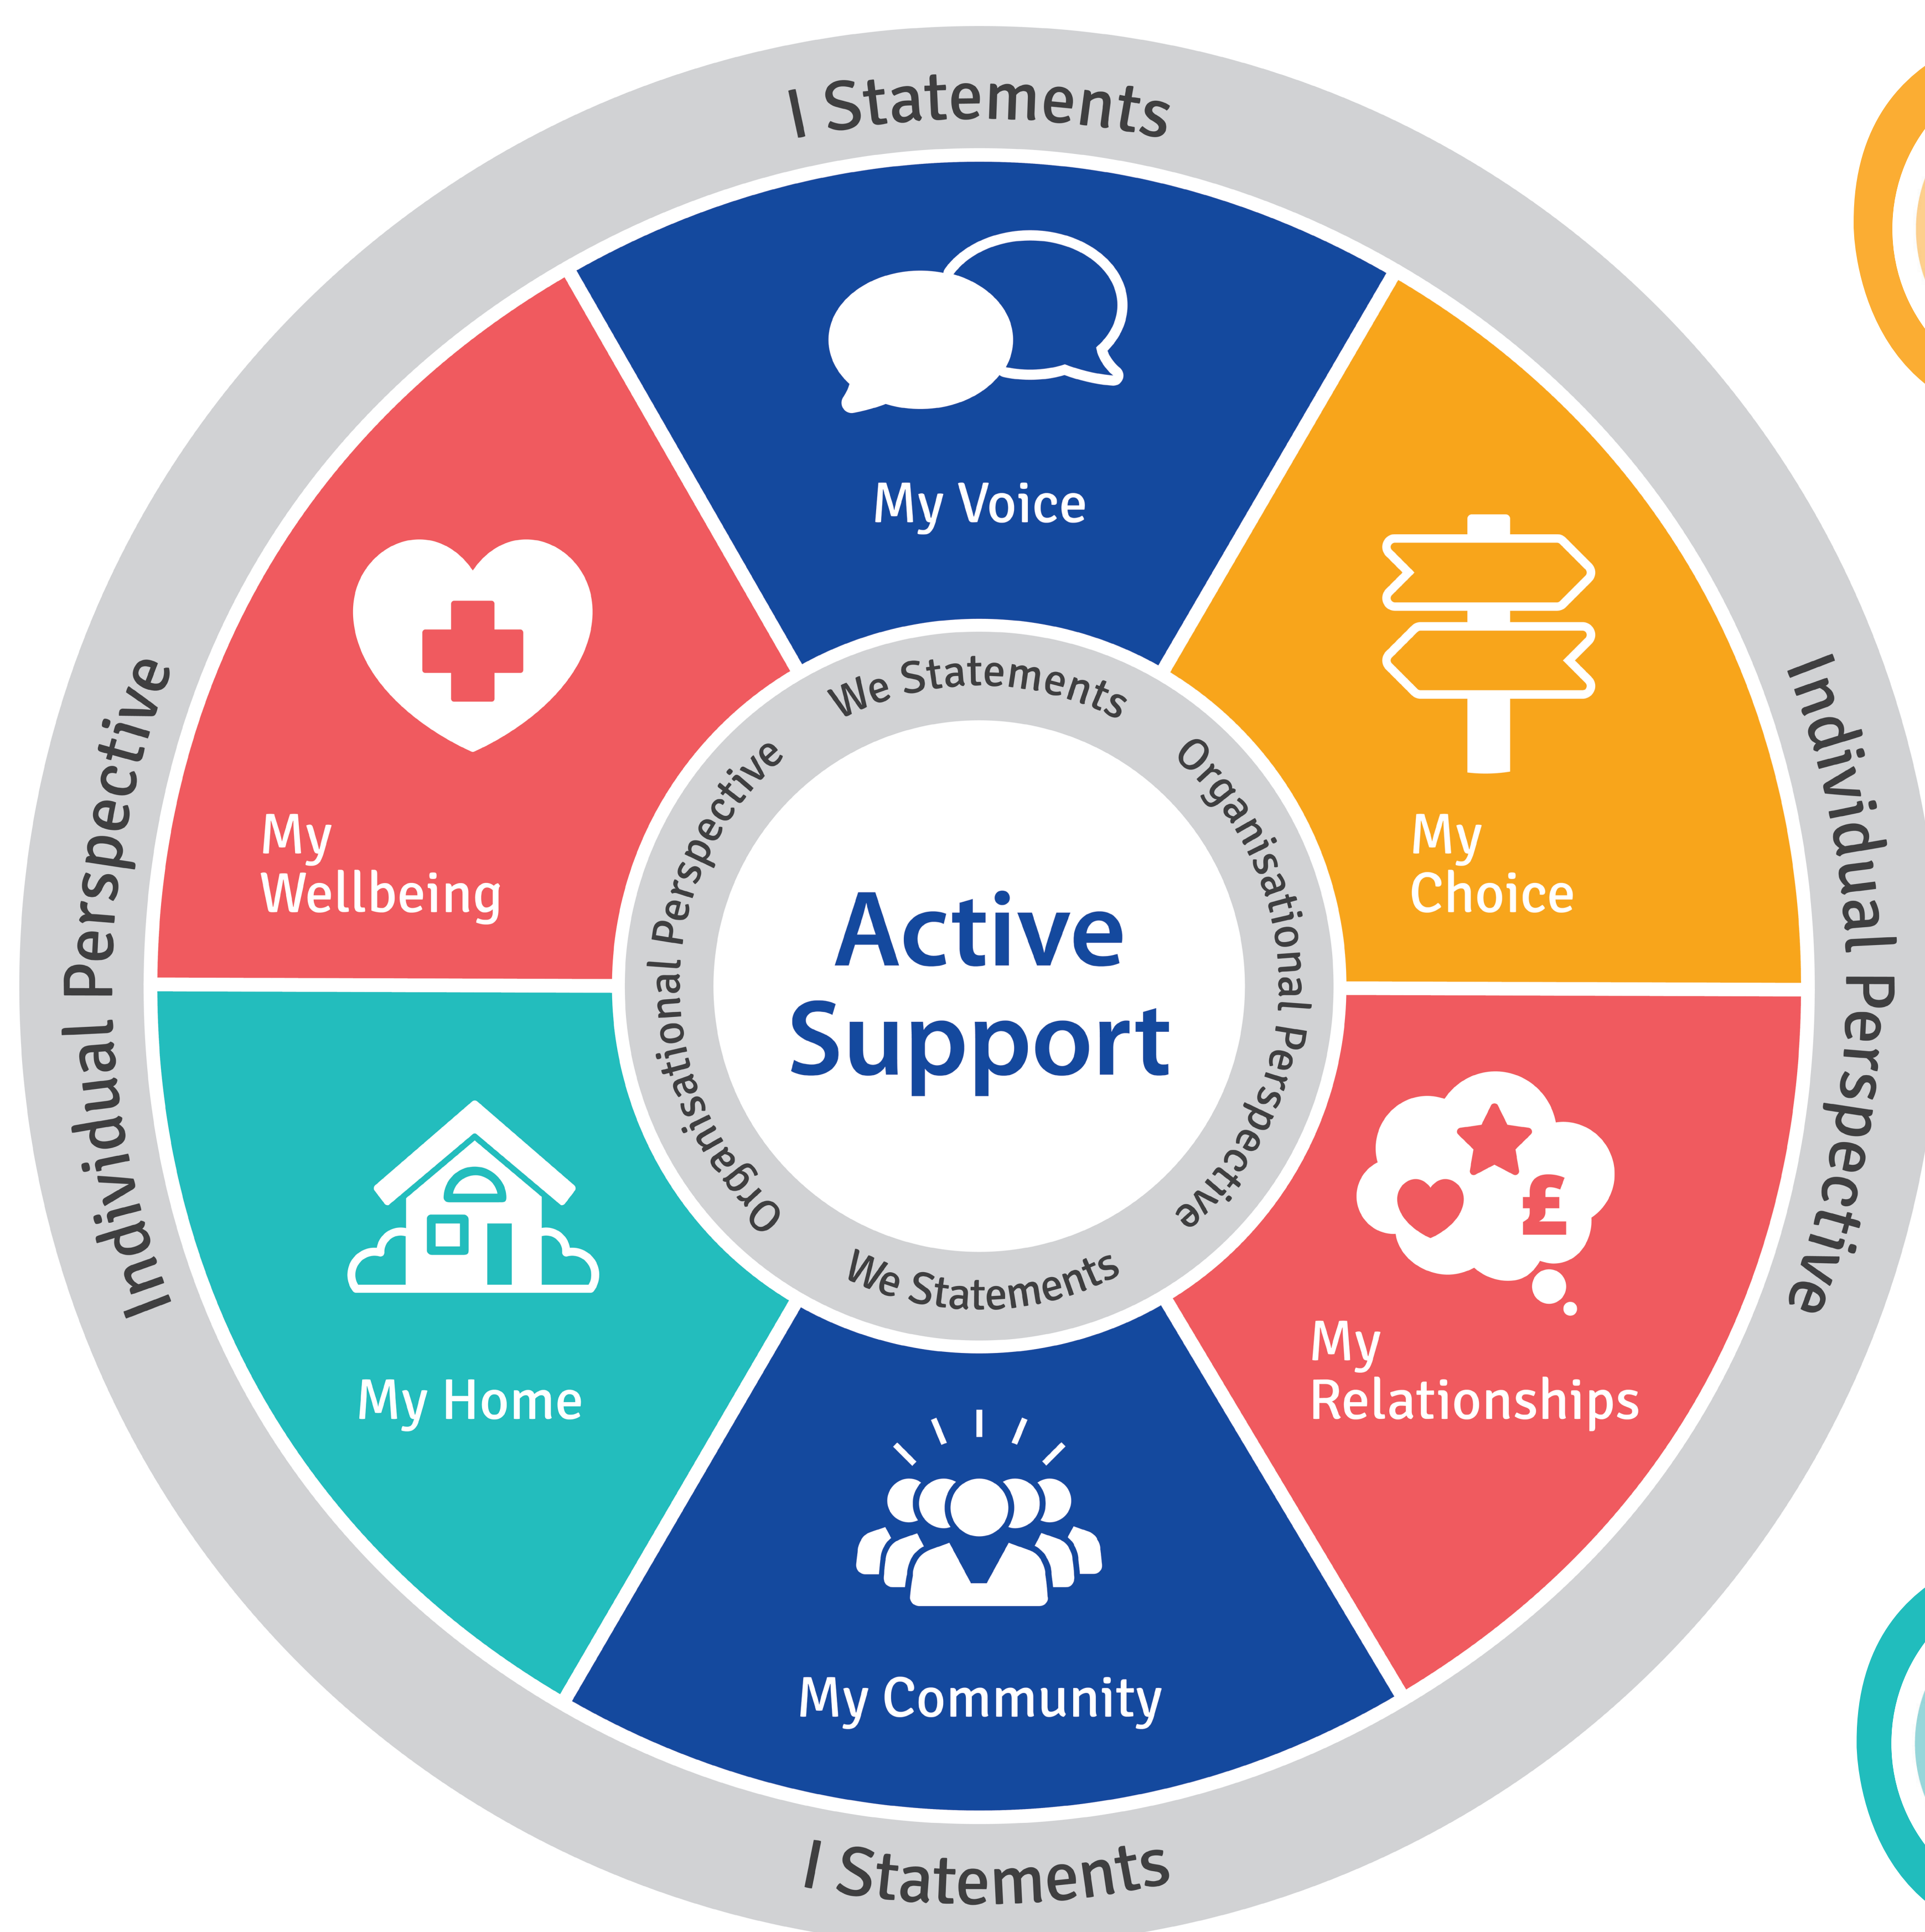 I Statements
My Voice
My
Wellbeing
My
Choice
Individual Perspective
Individual Perspective
We Statements
Organisational Perspective
Organisational Perspective
Active
Support
We Statements
My Home
My
Relationships
My Community
I Statements
£